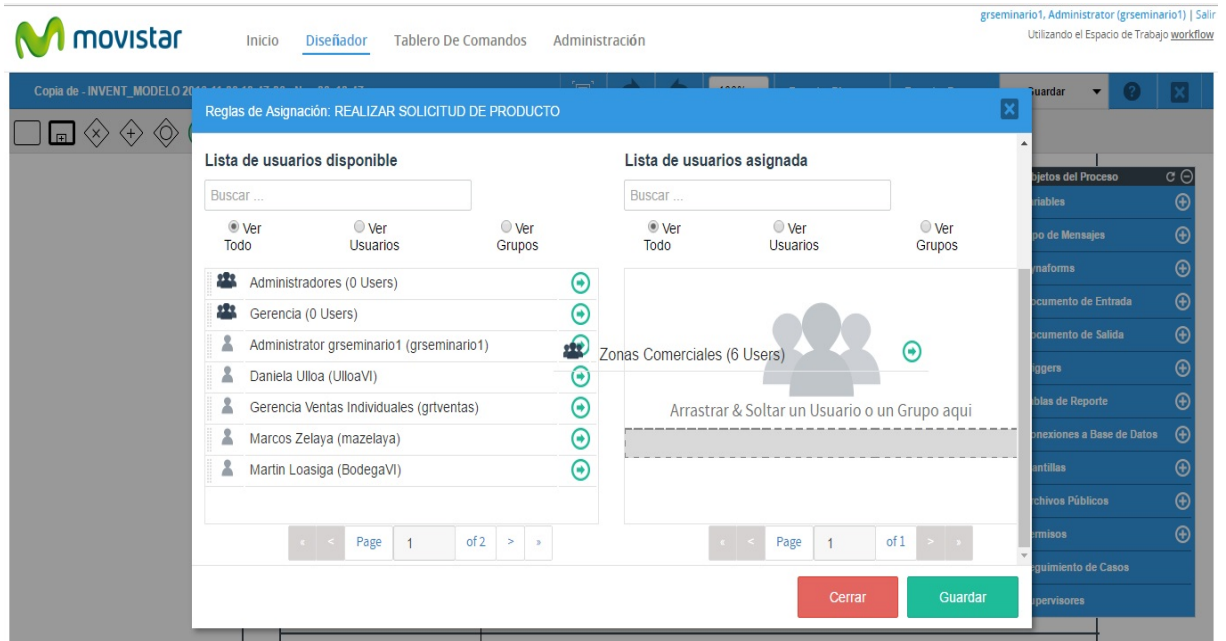 grseminario1, Administrator (grseminario1) | Salir
Utilizando el Espacio de Trabajo workflow
movistar
Inicio Diseñador Tablero De Comandos Administración
Copia de - INVENT_MODELO
Guardar
Reglas de Asignación: REALIZAR SOLICITUD DE PRODUCTO
Lista de usuarios disponible
Lista de usuarios asignada
Buscar ...
Buscar ...
Ver Todo
Ver Usuarios
Ver Grupos
Ver Todo
Ver Usuarios
Ver Grupos
Administradores (0 Users)
Gerencia (0 Users)
Administrator grseminario1 (grseminario1)
Zonas Comerciales (6 Users)
Daniela Ulloa (UlloaVI)
Gerencia Ventas Individuales (grtventas)
Marcos Zelaya (mazelaya)
Martin Loasiga (BodegaVI)
Arrastrar & Soltar un Usuario o un Grupo aqui
« < Page 1 of 2 > »
« < Page 1 of 1 > »
Cerrar
Guardar
bjetos del Proceso
riables
po de Mensajes
ynaforms
ocumento de Entrada
ocumento de Salida
iggers
blas de Reporte
onexiones a Base de Datos
antillas
rchivos Públicos
ermisos
eguimiento de Casos
upervisores